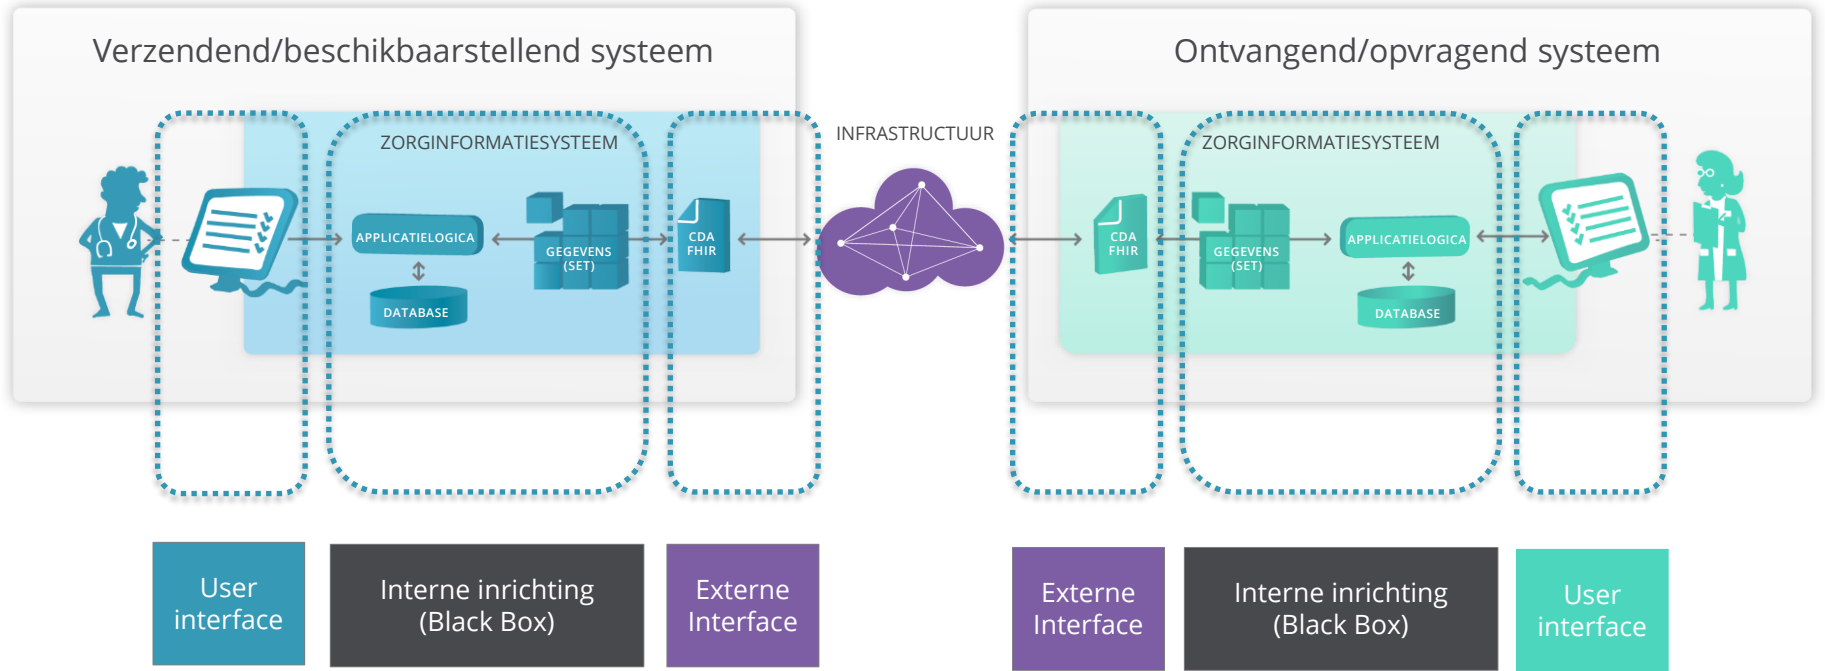 Verzendend/beschikbaarstellend systeem
Ontvangend/opvragend systeem
ZORGINFORMATIESYSTEEM
INFRASTRUCTUUR
ZORGINFORMATIESYSTEEM
APPLICATIELOGICA
DATABASE
GEGEVENS
(SET)
CDA
FHIR
CDA
FHIR
GEGEVENS
(SET)
APPLICATIELOGICA
DATABASE
User
interface
Interne inrichting
(Black Box)
Externe
Interface
Externe
Interface
Interne inrichting
(Black Box)
User
interface